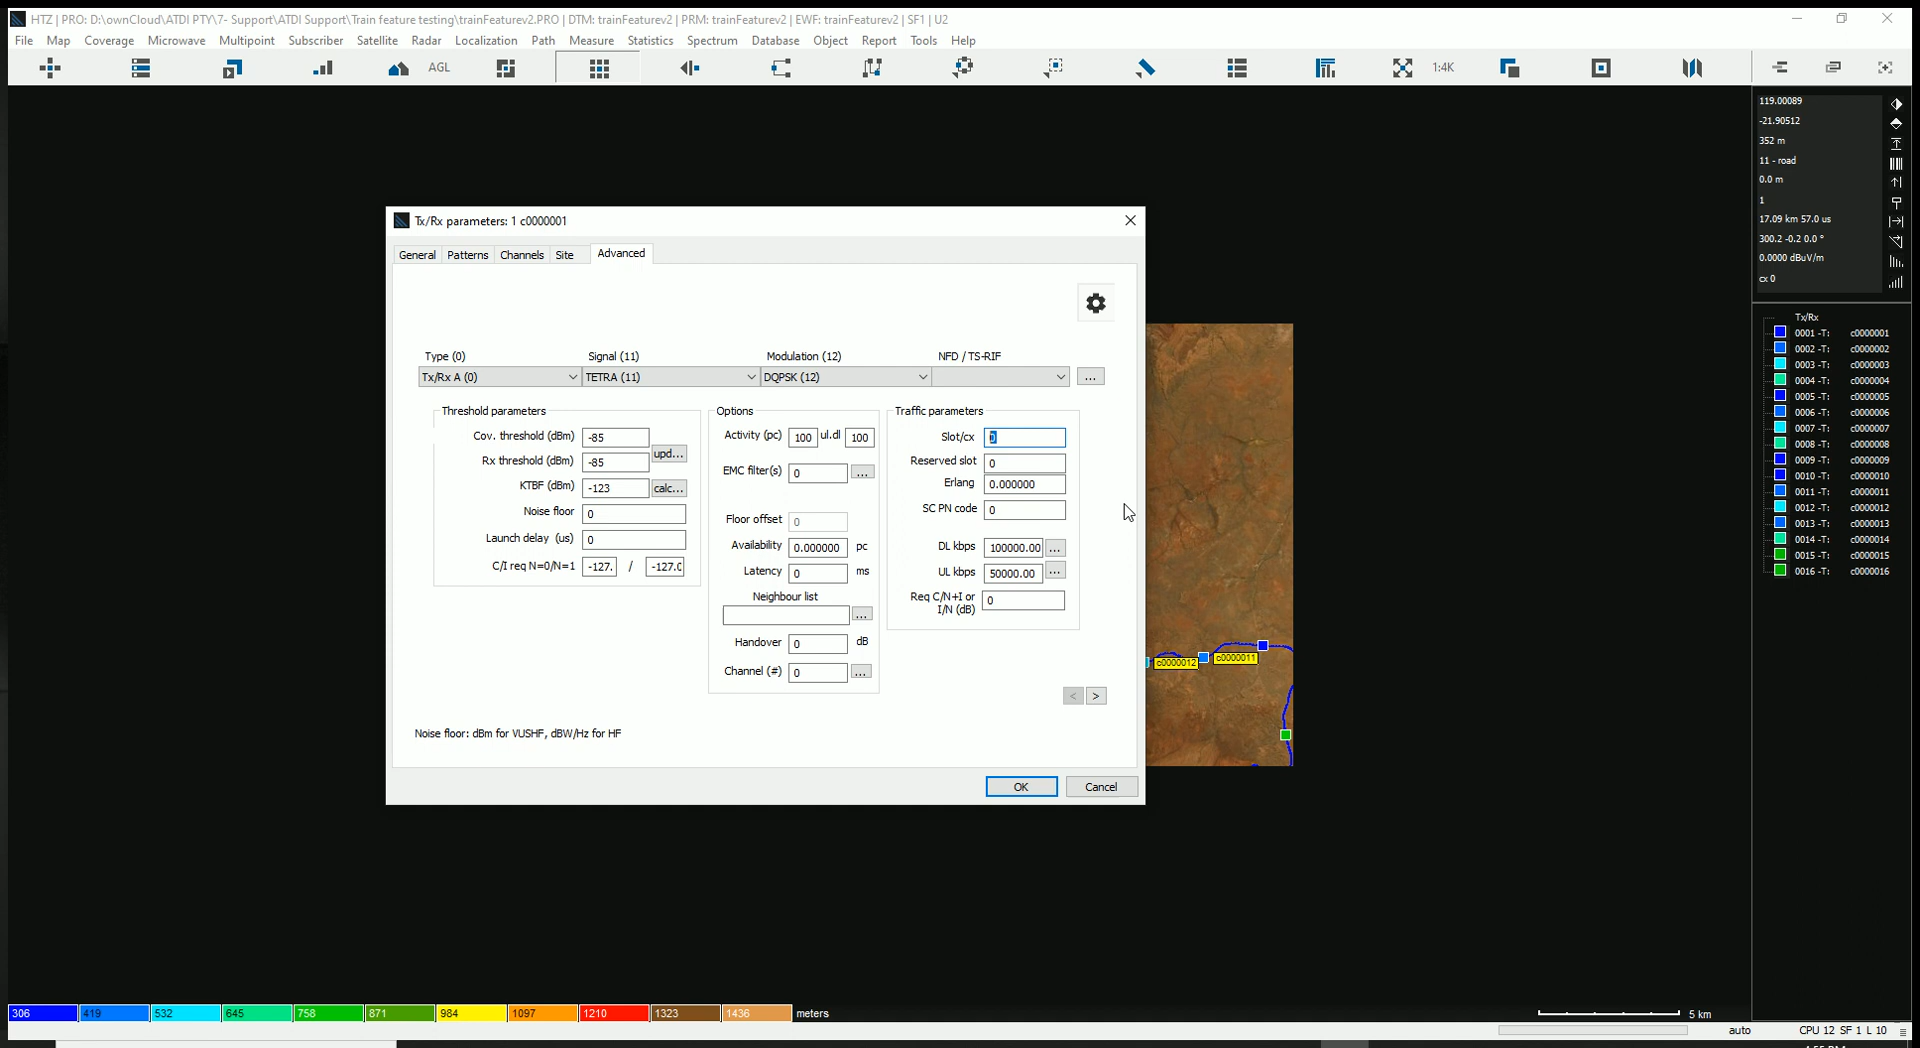 HTZ | PRO: D:\ownCloud\ATDI PTY\7- Support\ATDI Support\Train feature testing\trainFeaturev2.PRO | DTM: trainFeaturev2 | PRM: trainFeaturev2 | EWF: trainFeaturev2 | SF1 | U2
File Map Coverage Microwave Multipoint Subscriber Satellite Radar Localization Path Measure Statistics Spectrum Database Object Report Tools Help
AGL 1:4K
119.00089
-21.90512
352 m
11 - road
0.0 m
1
17.09 km 57.0 us
300.2 -0.2 0.0 °
0.0000 dBuV/m
cx 0
Tx/Rx
0001 -T: c0000001
0002 -T: c0000002
0003 -T: c0000003
0004 -T: c0000004
0005 -T: c0000005
0006 -T: c0000006
0007 -T: c0000007
0008 -T: c0000008
0009 -T: c0000009
0010 -T: c0000010
0011 -T: c0000011
0012 -T: c0000012
0013 -T: c0000013
0014 -T: c0000014
0015 -T: c0000015
0016 -T: c0000016
Tx/Rx parameters: 1 c0000001
General Patterns Channels Site Advanced
Type (0) Signal (11) Modulation (12) NFD / TS-RIF
Tx/Rx A (0) TETRA (11) DQPSK (12) ...
Threshold parameters
Cov. threshold (dBm) -85
Rx threshold (dBm) -85 upd...
KTBF (dBm) -123 calc...
Noise floor 0
Launch delay (us) 0
C/I req N=0/N=1 -127. / -127.0
Options
Activity (pc) 100 ul.dl 100
EMC filter(s) 0 ...
Floor offset 0
Availability 0.000000 pc
Latency 0 ms
Neighbour list
...
Handover 0 dB
Channel (#) 0 ...
Traffic parameters
Slot/cx 0
Reserved slot 0
Erlang 0.000000
SC PN code 0
DL kbps 100000.00 ...
UL kbps 50000.00 ...
Req C/N+I or
I/N (dB) 0
< >
Noise floor: dBm for VUSHF, dBW/Hz for HF
OK Cancel
c0000012 c0000011
306 419 532 645 758 871 984 1097 1210 1323 1436 meters
5 km
auto CPU 12 SF 1 L 10